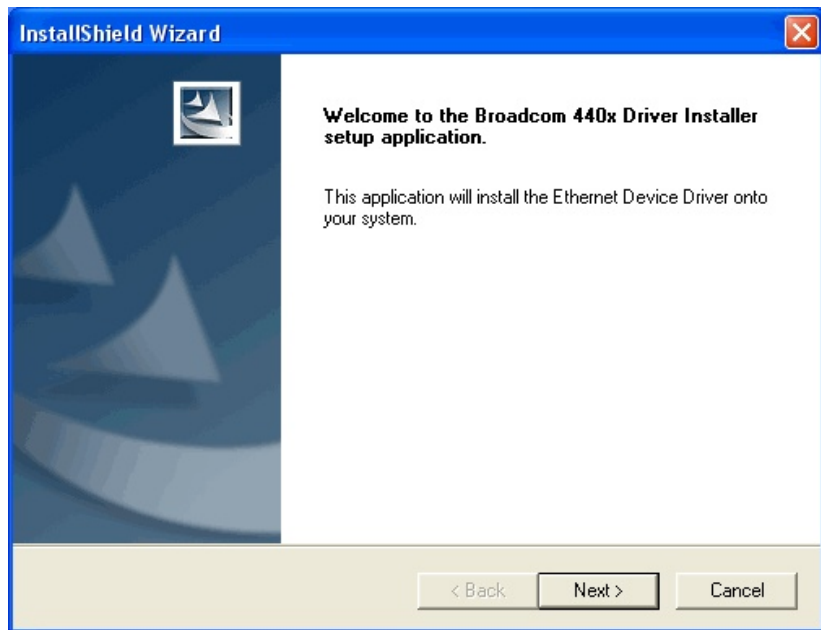 InstallShield Wizard
Welcome to the Broadcom 440x Driver Installer
setup application.
This application will install the Ethernet Device Driver onto
your system.
< Back
Next >
Cancel